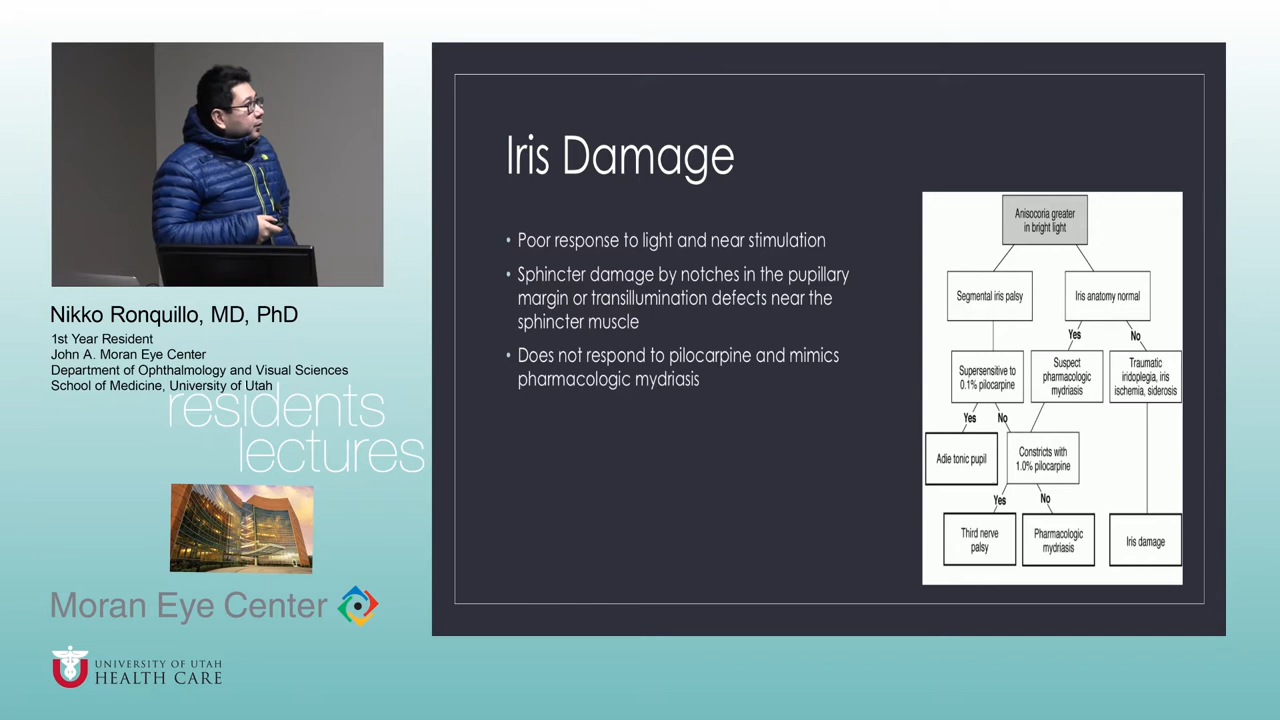 Nikko Ronquillo, MD, PhD
1st Year Resident
John A. Moran Eye Center
Department of Ophthalmology and Visual Sciences
School of Medicine, University of Utah
residents
lectures
Moran Eye Center
UNIVERSITY OF UTAH
HEALTH CARE
Iris Damage
• Poor response to light and near stimulation
• Sphincter damage by notches in the pupillary
margin or transillumination defects near the
sphincter muscle
• Does not respond to pilocarpine and mimics
pharmacologic mydriasis
Anisocoria greater
in bright light
Segmental iris palsy
Iris anatomy normal
Yes
No
Supersensitive to
0.1% pilocarpine
Suspect
pharmacologic
mydriasis
Traumatic
iridoplegia, iris
ischemia, siderosis
Yes
No
Adie tonic pupil
Constricts with
1.0% pilocarpine
Yes
No
Third nerve
palsy
Pharmacologic
mydriasis
Iris damage